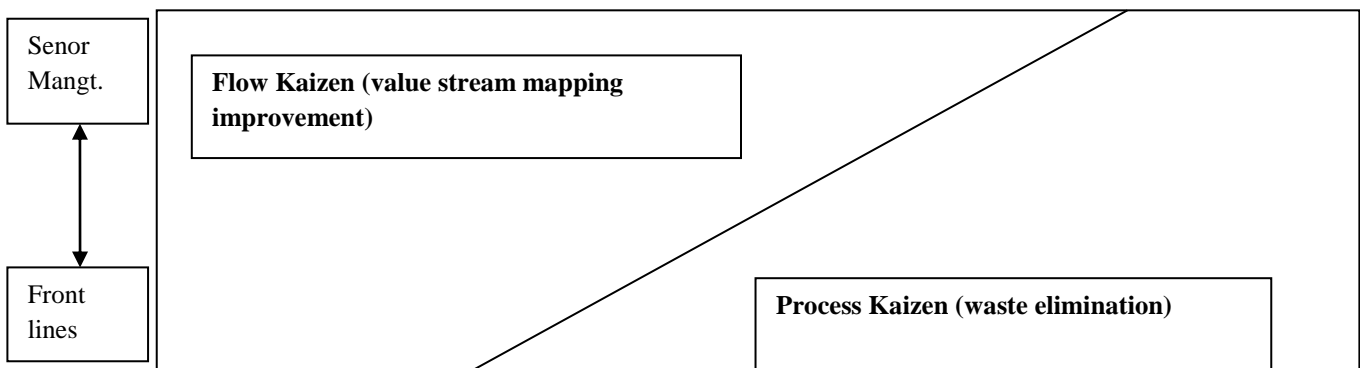 Senor
Mangt.
Flow Kaizen (value stream mapping
improvement)
Front
lines
Process Kaizen (waste elimination)